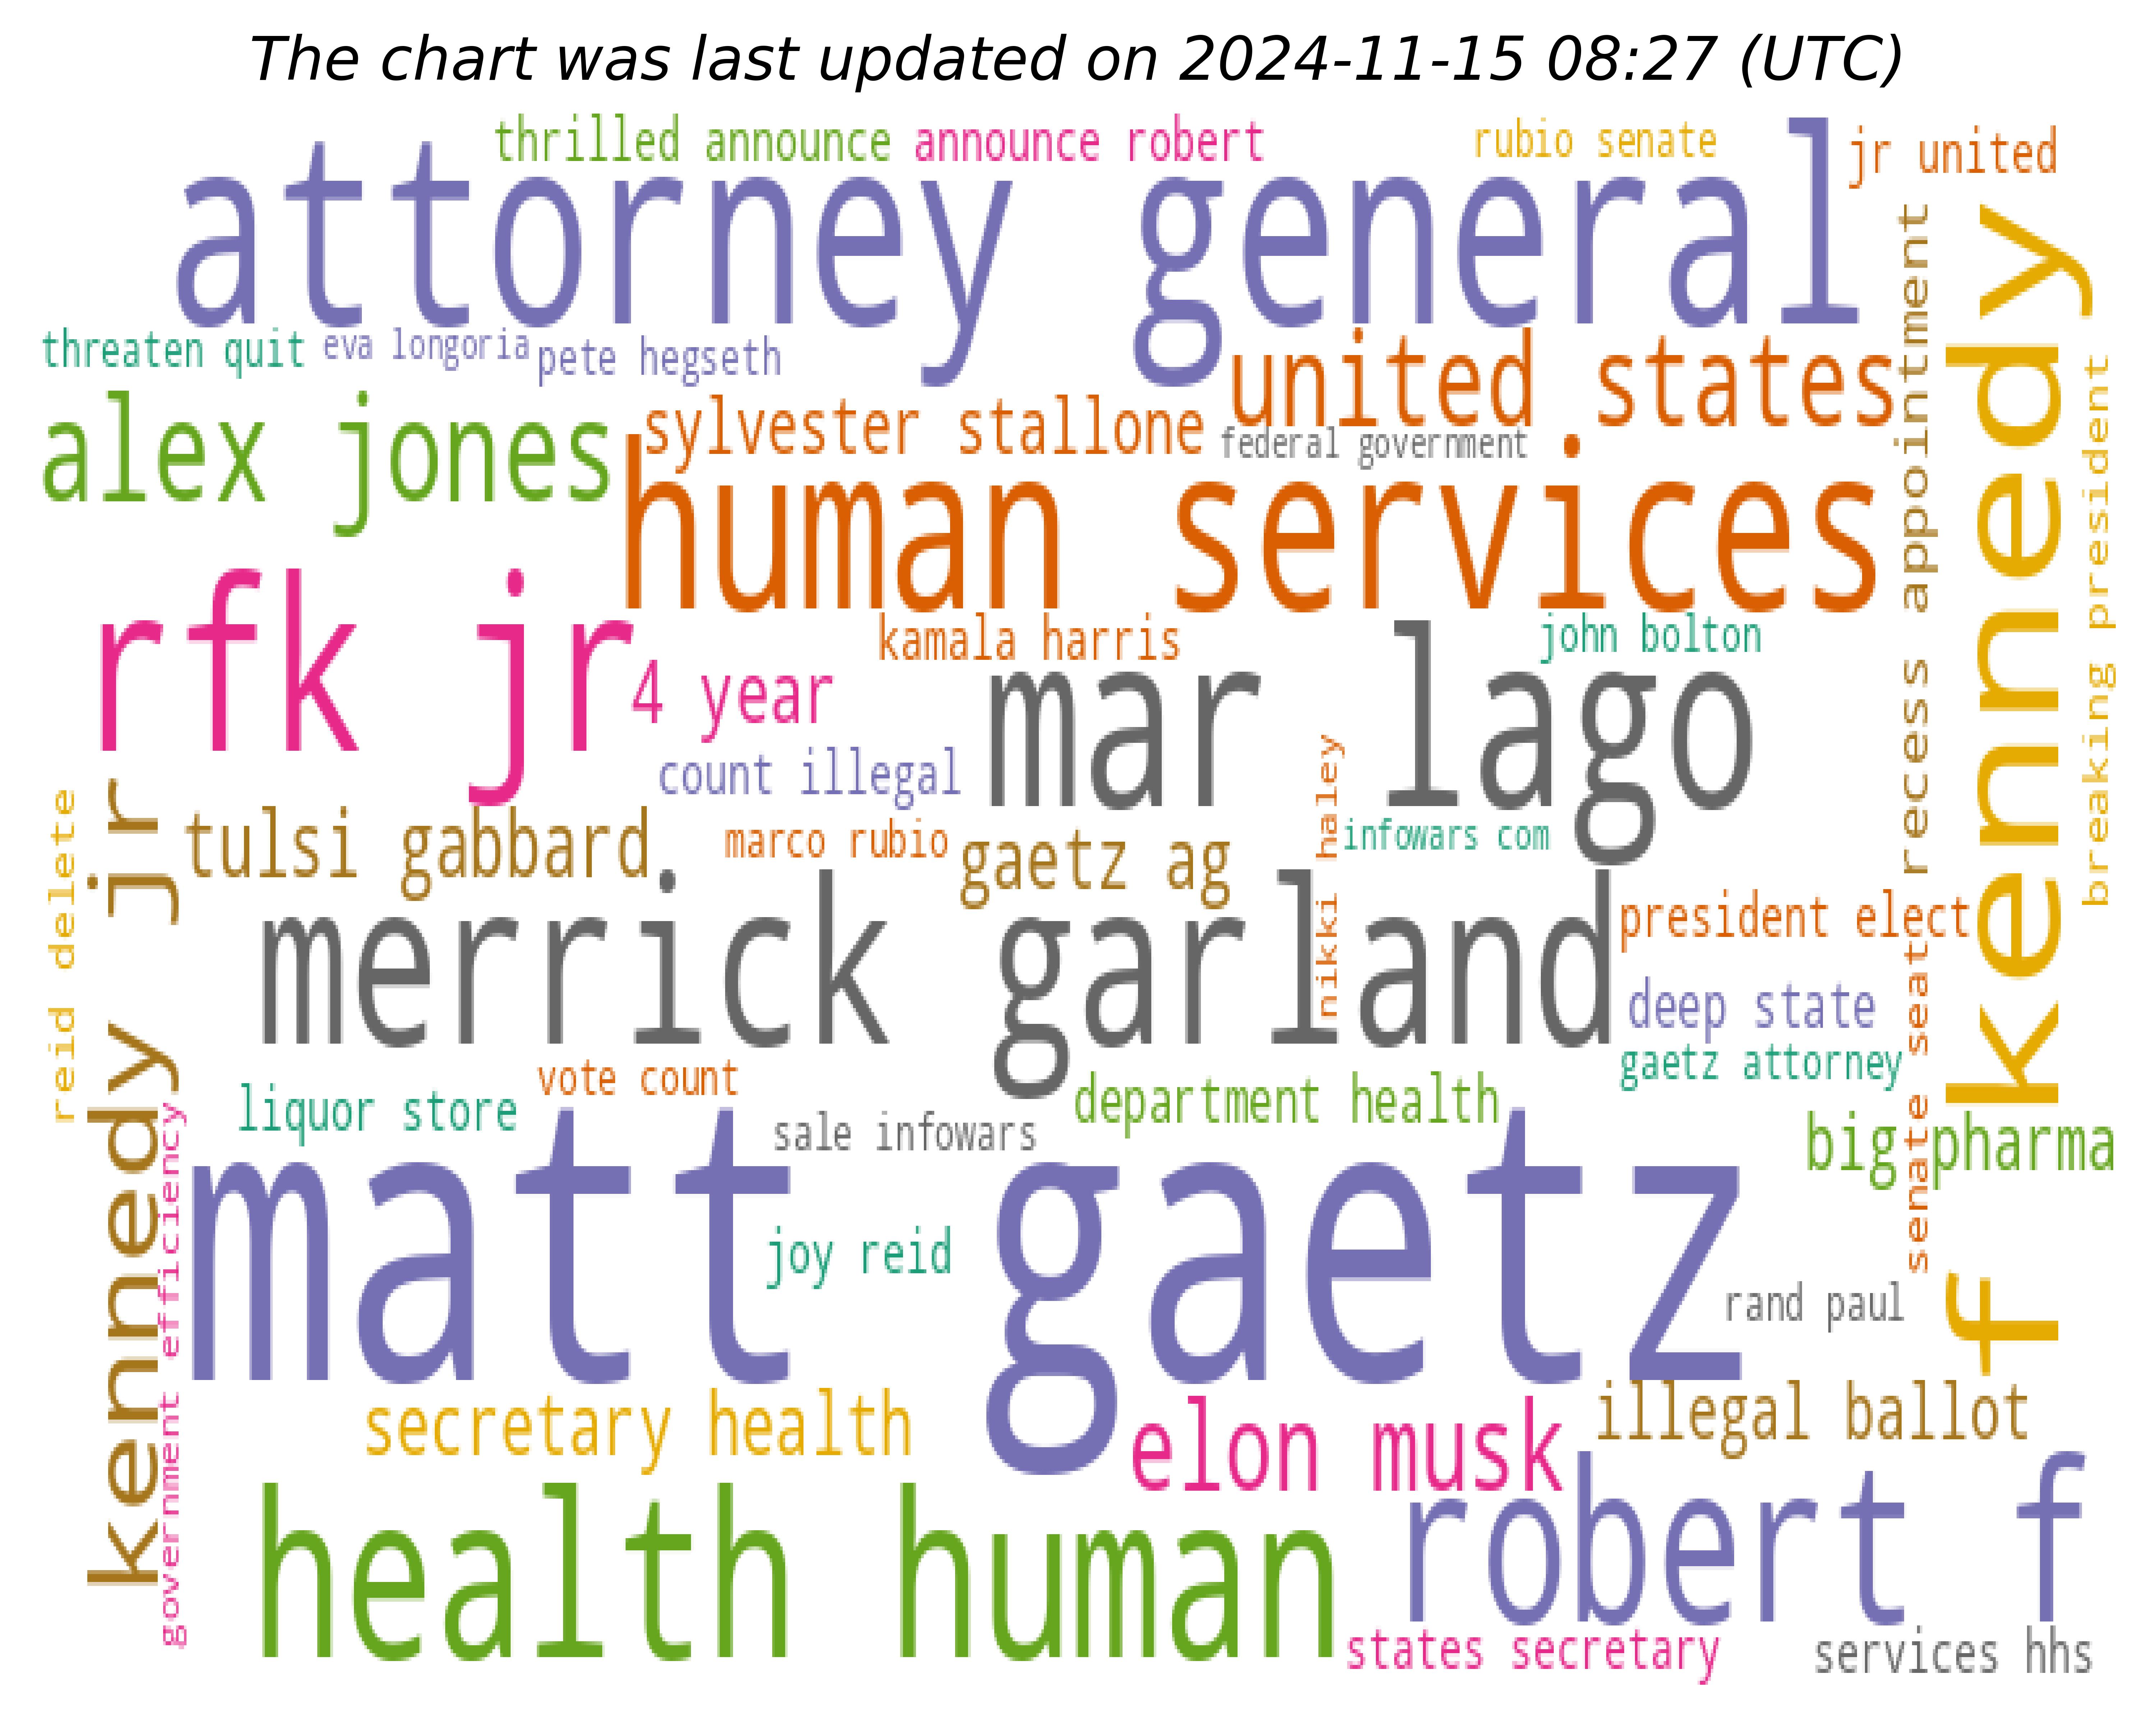 The chart was last updated on 2024-11-15 08:27 (UTC)
thrilled announce
announce robert
rubio senate
jr united
attorney general
threaten quit
eva longoria
pete hegseth
united states
recess appointment
f kennedy
breaking president
alex jones
sylvester stallone
federal government
human services
rfk jr
4 year
kamala harris
john bolton
mar lago
count illegal
nikki haley
infowars com
reid delete
kennedy jr
tulsi gabbard
marco rubio
gaetz ag
merrick garland
president elect
deep state
senate seat
gaetz attorney
liquor store
vote count
sale infowars
department health
big pharma
government efficiency
matt gaetz
joy reid
rand paul
secretary health
elon musk
illegal ballot
health human
robert f
states secretary
services hhs